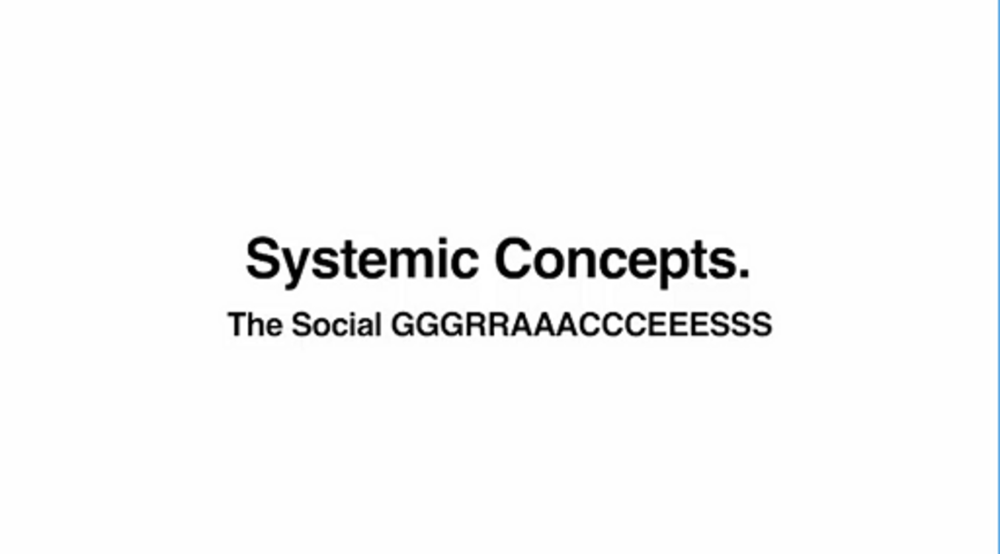 Systemic Concepts.
The Social GGGRRAAACCCEEESSS